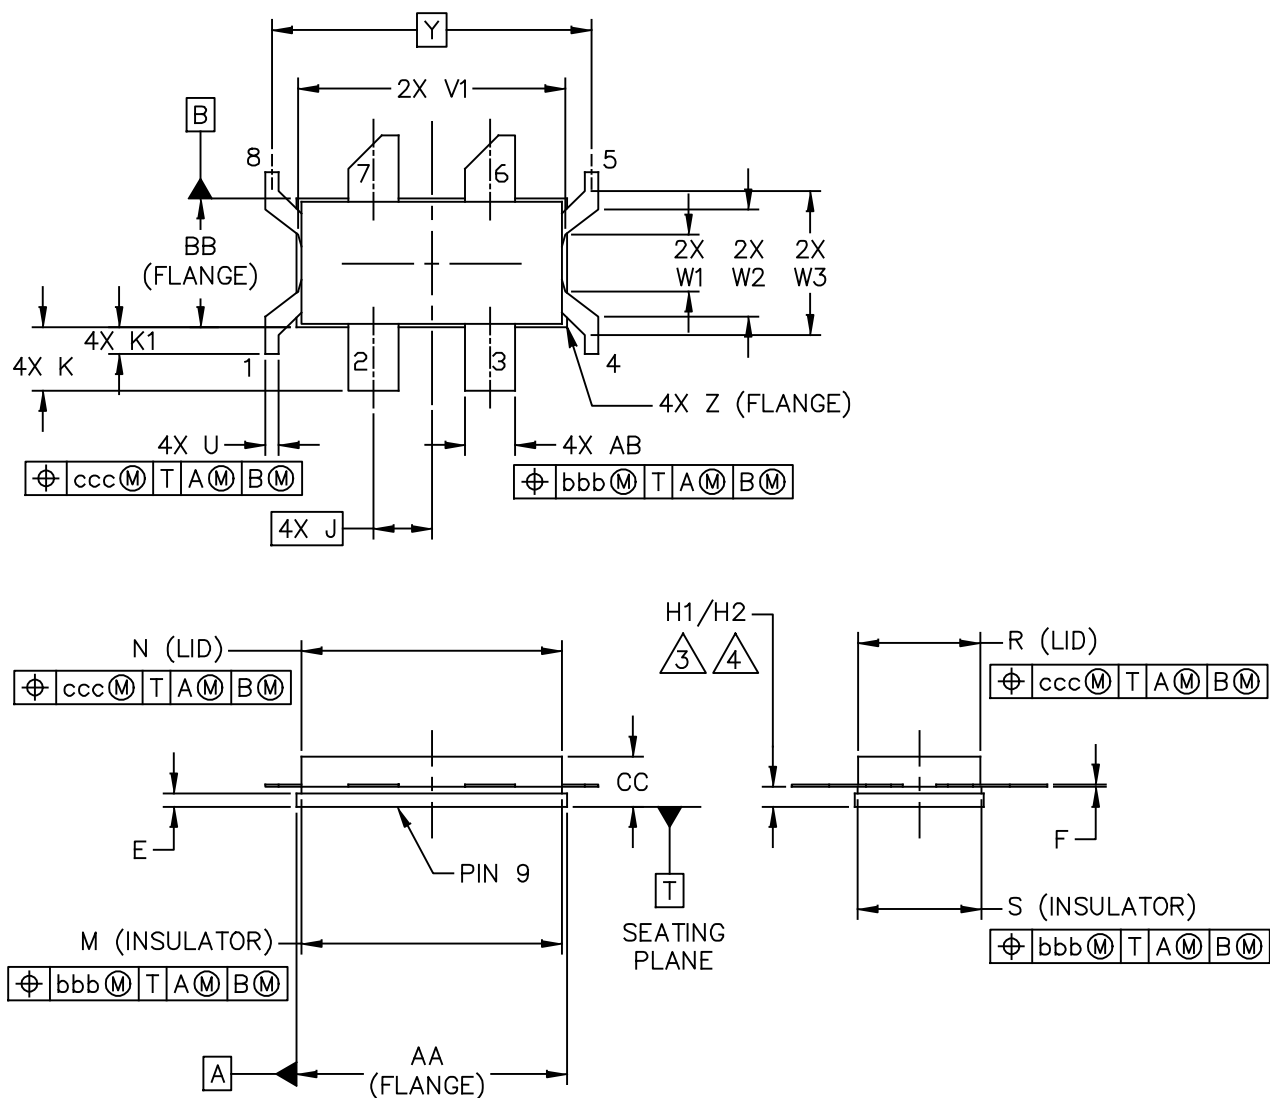 Y
2X V1
B
8
7
6
5
BB
(FLANGE)
2X
W1
2X
W2
2X
W3
4X K1
4X K
1
2
3
4
4X Z (FLANGE)
4X U
⌖ ccc Ⓜ T A Ⓜ B Ⓜ
4X AB
⌖ bbb Ⓜ T A Ⓜ B Ⓜ
4X J
N (LID)
⌖ ccc Ⓜ T A Ⓜ B Ⓜ
H1/H2
3 4
R (LID)
⌖ ccc Ⓜ T A Ⓜ B Ⓜ
CC
E
PIN 9
T
SEATING
PLANE
F
M (INSULATOR)
⌖ bbb Ⓜ T A Ⓜ B Ⓜ
S (INSULATOR)
⌖ bbb Ⓜ T A Ⓜ B Ⓜ
A
AA
(FLANGE)